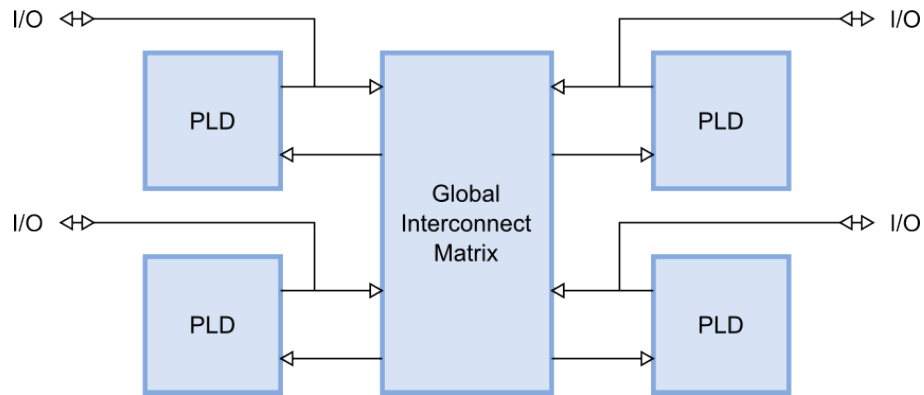 I/O
I/O
PLD
PLD
Global
Interconnect
Matrix
I/O
I/O
PLD
PLD